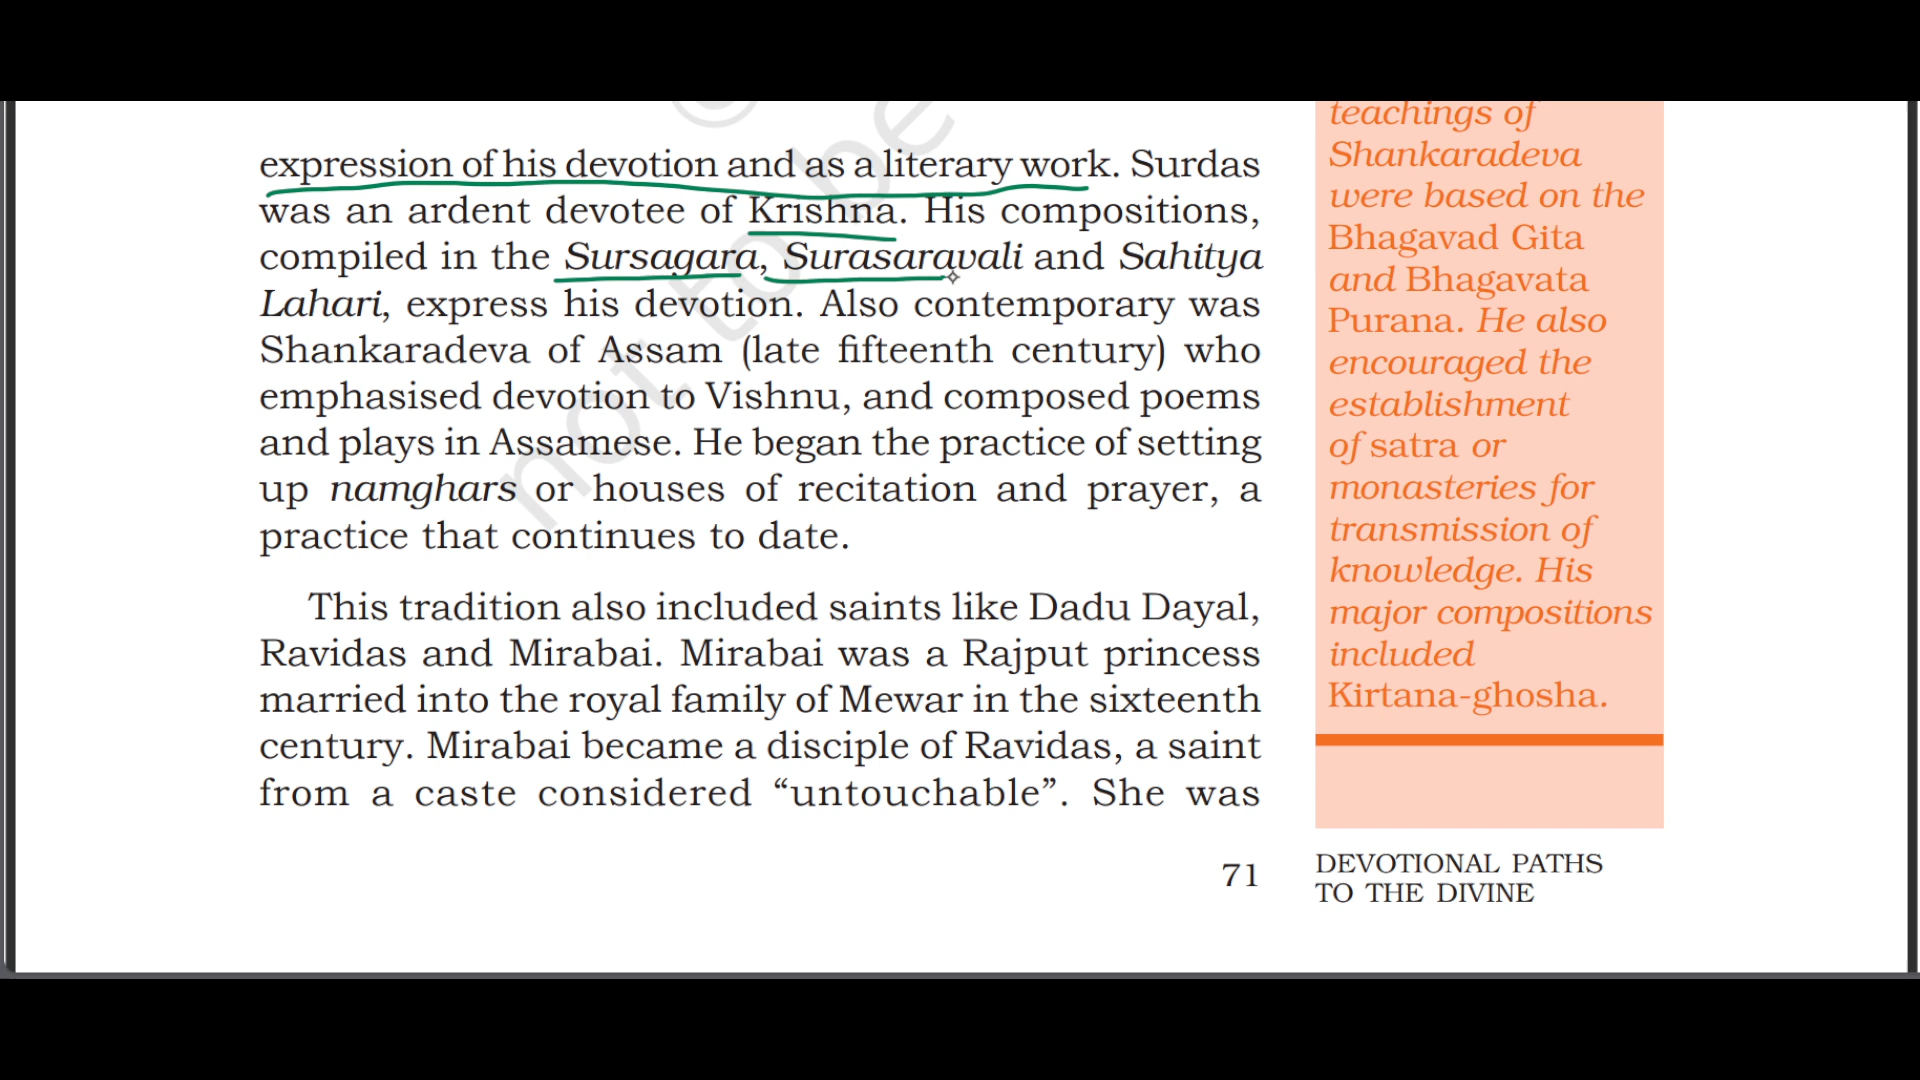 expression of his devotion and as a literary work. Surdas
was an ardent devotee of Krishna. His compositions,
compiled in the Sursagara, Surasaravali and Sahitya
Lahari, express his devotion. Also contemporary was
Shankaradeva of Assam (late fifteenth century) who
emphasised devotion to Vishnu, and composed poems
and plays in Assamese. He began the practice of setting
up namghars or houses of recitation and prayer, a
practice that continues to date.
This tradition also included saints like Dadu Dayal,
Ravidas and Mirabai. Mirabai was a Rajput princess
married into the royal family of Mewar in the sixteenth
century. Mirabai became a disciple of Ravidas, a saint
from a caste considered “untouchable”. She was
71
teachings of
Shankaradeva
were based on the
Bhagavad Gita
and Bhagavata
Purana. He also
encouraged the
establishment
of satra or
monasteries for
transmission of
knowledge. His
major compositions
included
Kirtana-ghosha.
DEVOTIONAL PATHS
TO THE DIVINE
© not to be